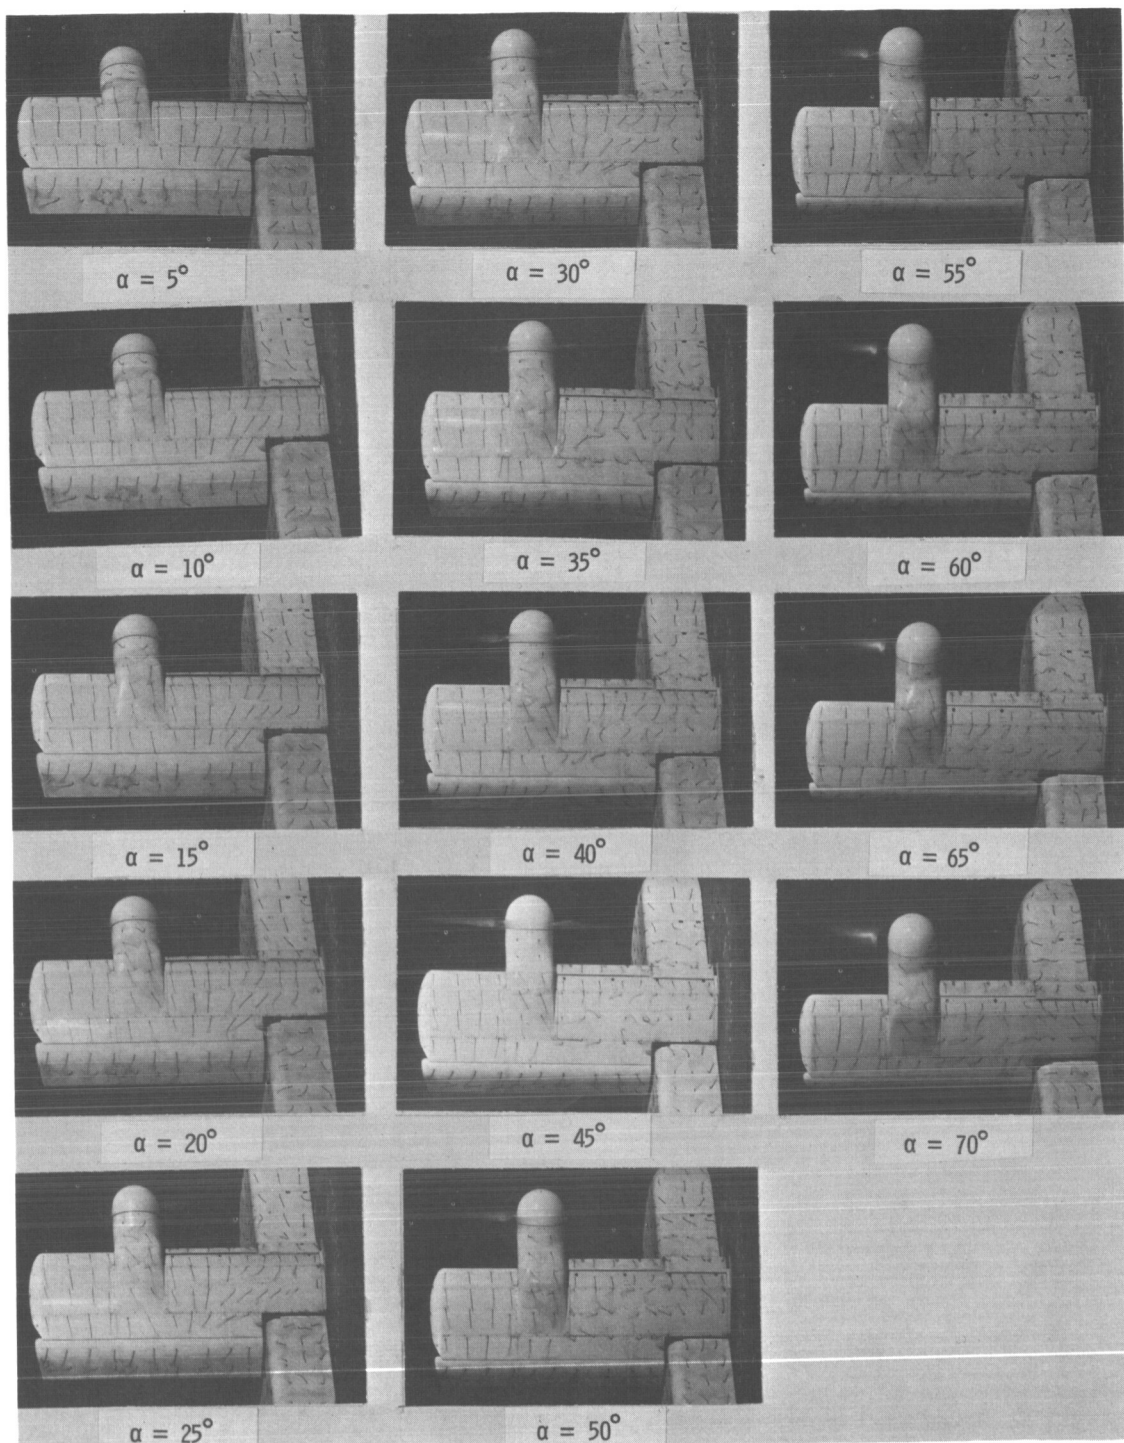 α = 5°
α = 30°
α = 55°
α = 10°
α = 35°
α = 60°
α = 15°
α = 40°
α = 65°
α = 20°
α = 45°
α = 70°
α = 25°
α = 50°